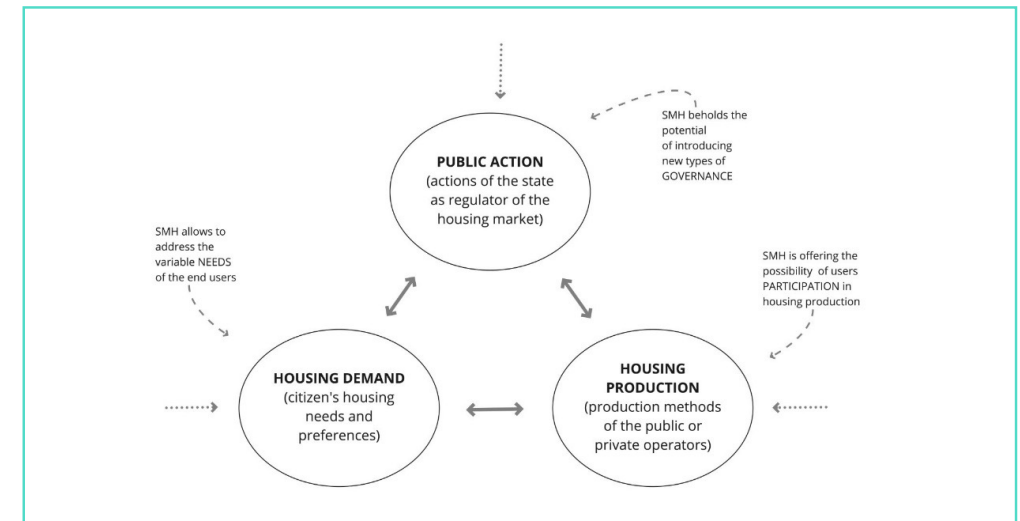 SMH beholds the
potential
of introducing
new types of
GOVERNANCE
PUBLIC ACTION
(actions of the state
as regulator of the
housing market)
SMH allows to
address the
variable NEEDS
of the end users
SMH is offering the
possibility of users
PARTICIPATION in
housing production
HOUSING DEMAND
(citizen's housing
needs and
preferences)
HOUSING
PRODUCTION
(production methods
of the public or
private operators)